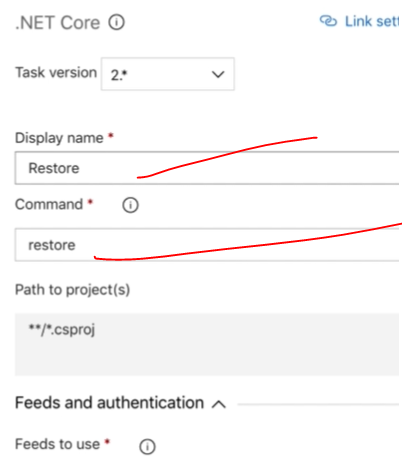 .NET Core
Link sett
Task version 2.*
Display name *
Restore
Command *
restore
Path to project(s)
**/*.csproj
Feeds and authentication
Feeds to use *